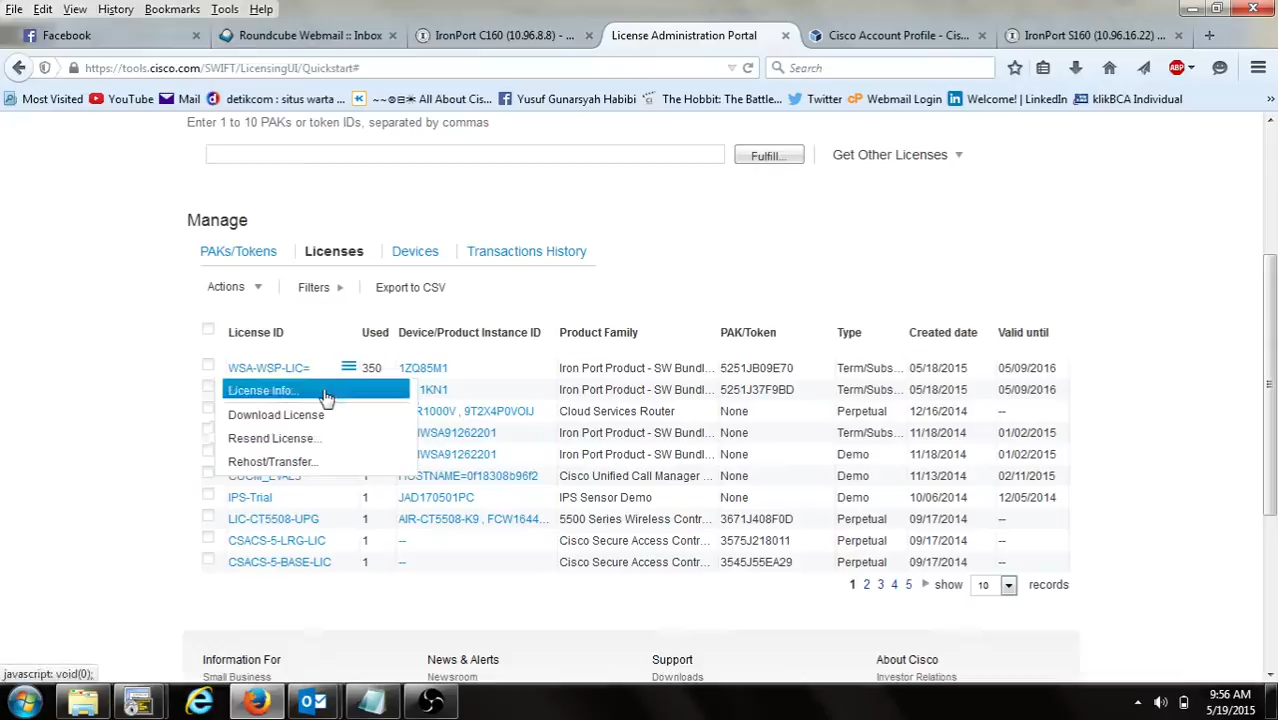 File Edit View History Bookmarks Tools Help
Facebook Roundcube Webmail :: Inbox IronPort C160 (10.96.8.8) - ... License Administration Portal Cisco Account Profile - Cis... IronPort S160 (10.96.16.22) ...
https://tools.cisco.com/SWIFT/LicensingUI/Quickstart# Search ABP
Most Visited YouTube Mail detikcom : situs warta ... ~~⊙⊟☀ All About Cis... Yusuf Gunarsyah Habibi The Hobbit: The Battle... Twitter Webmail Login Welcome! | LinkedIn klikBCA Individual
Enter 1 to 10 PAKs or token IDs, separated by commas
Fulfill... Get Other Licenses
Manage
PAKs/Tokens Licenses Devices Transactions History
Actions Filters Export to CSV
License ID Used Device/Product Instance ID Product Family PAK/Token Type Created date Valid until
WSA-WSP-LIC= 350 1ZQ85M1 Iron Port Product - SW Bundl... 5251JB09E70 Term/Subs... 05/18/2015 05/09/2016
License Info... 1KN1 Iron Port Product - SW Bundl... 5251J37F9BD Term/Subs... 05/18/2015 05/09/2016
Download License R1000V , 9T2X4P0VOIJ Cloud Services Router None Perpetual 12/16/2014 --
Resend License... WSA91262201 Iron Port Product - SW Bundl... None Term/Subs... 11/18/2014 01/02/2015
Rehost/Transfer... WSA91262201 Iron Port Product - SW Bundl... None Demo 11/18/2014 01/02/2015
1 HOSTNAME=0f18308b96f2 Cisco Unified Call Manager ... None Demo 11/13/2014 02/11/2015
IPS-Trial 1 JAD170501PC IPS Sensor Demo None Demo 10/06/2014 12/05/2014
LIC-CT5508-UPG 1 AIR-CT5508-K9 , FCW1644... 5500 Series Wireless Contr... 3671J408F0D Perpetual 09/17/2014 --
CSACS-5-LRG-LIC 1 -- Cisco Secure Access Contr... 3575J218011 Perpetual 09/17/2014 --
CSACS-5-BASE-LIC 1 -- Cisco Secure Access Contr... 3545J55EA29 Perpetual 09/17/2014 --
1 2 3 4 5 show 10 records
Information For News & Alerts Support About Cisco
Small Business Newsroom Downloads Investor Relations
javascript: void(0);
9:56 AM
5/19/2015